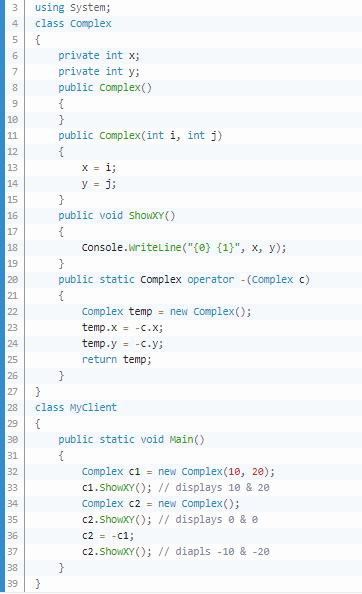 3 using System;
4 class Complex
5 {
6 private int x;
7 private int y;
8 public Complex()
9 {
10 }
11 public Complex(int i, int j)
12 {
13 x = i;
14 y = j;
15 }
16 public void ShowXY()
17 {
18 Console.WriteLine("{0} {1}", x, y);
19 }
20 public static Complex operator -(Complex c)
21 {
22 Complex temp = new Complex();
23 temp.x = -c.x;
24 temp.y = -c.y;
25 return temp;
26 }
27 }
28 class MyClient
29 {
30 public static void Main()
31 {
32 Complex c1 = new Complex(10, 20);
33 c1.ShowXY(); // displays 10 & 20
34 Complex c2 = new Complex();
35 c2.ShowXY(); // displays 0 & 0
36 c2 = -c1;
37 c2.ShowXY(); // diapls -10 & -20
38 }
39 }